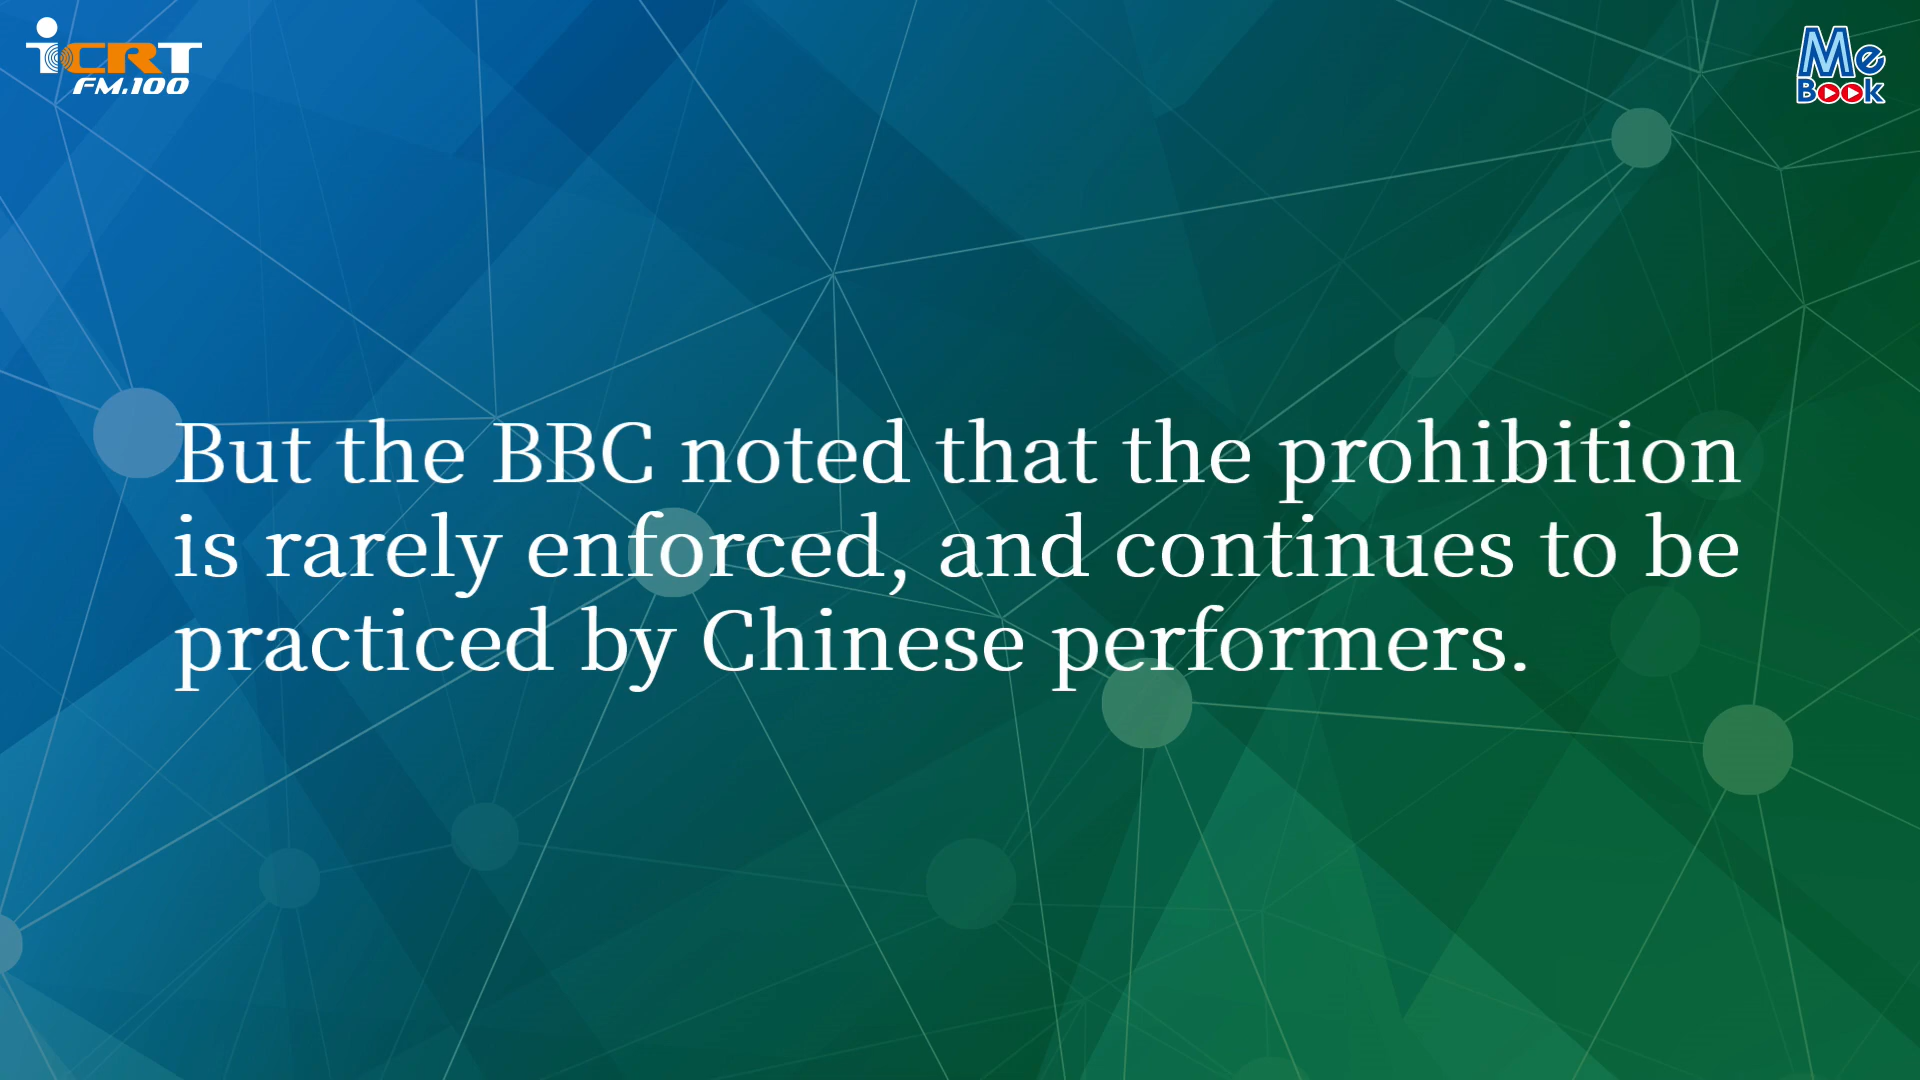 iCRT
FM.100
Me
Book
But the BBC noted that the prohibition
is rarely enforced, and continues to be
practiced by Chinese performers.